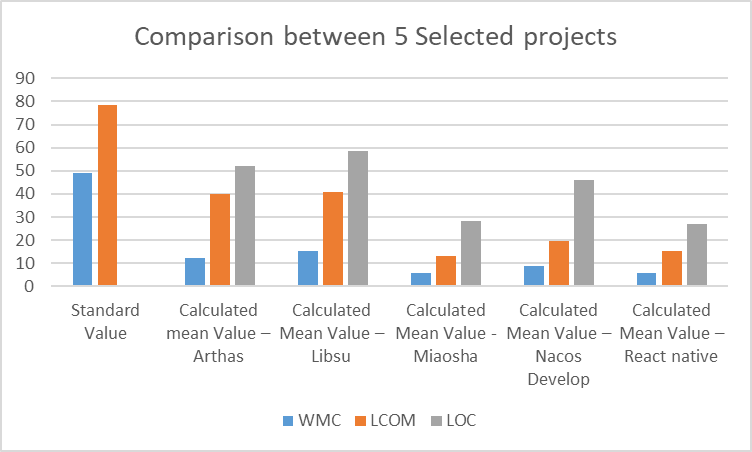 Comparison between 5 Selected projects
90
80
70
60
50
40
30
20
10
0
Standard
Value
Calculated
mean Value –
Arthas
Calculated
Mean Value –
Libsu
Calculated
Mean Value -
Miaosha
Calculated
Mean Value –
Nacos
Develop
Calculated
Mean Value –
React native
WMC LCOM LOC